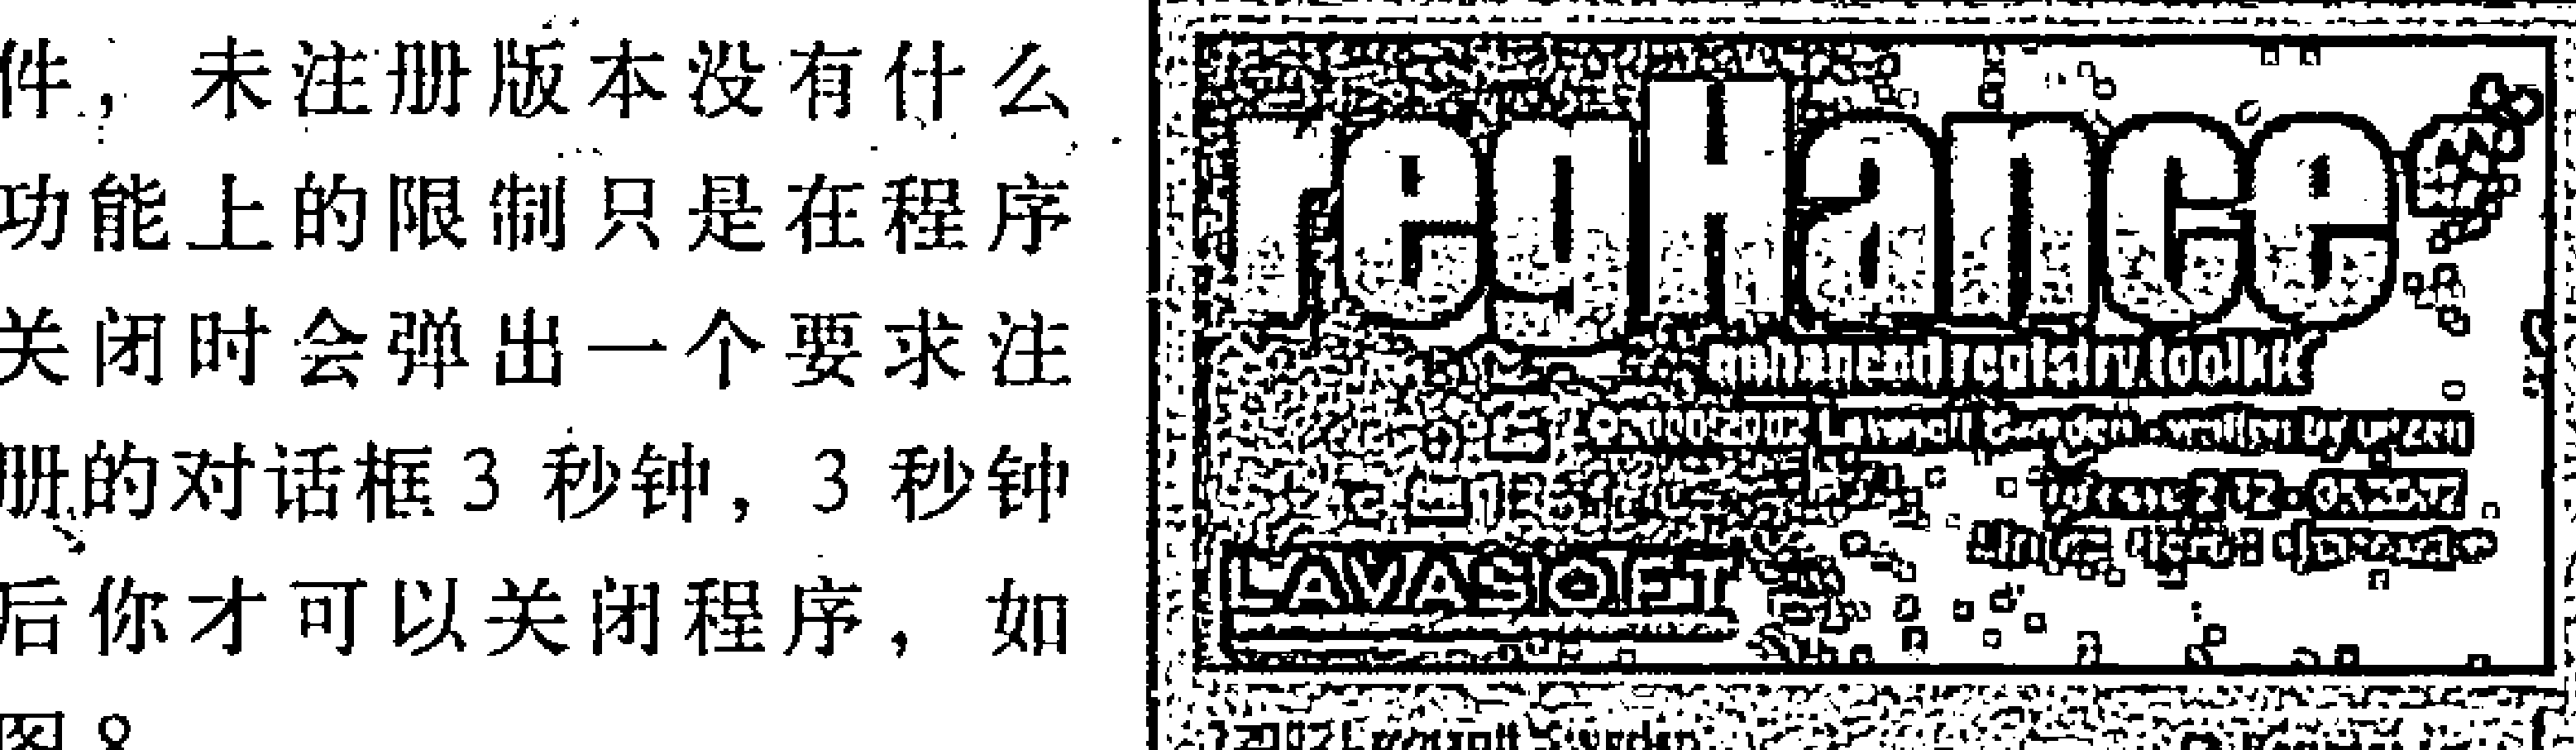 件，未注册版本没有什么
功能上的限制只是在程序
关闭时会弹出一个要求注
册的对话框3 秒钟，3 秒钟
后你才可以关闭程序，如
图8
regHance
enhanced registry toolkit
LAVASOFT